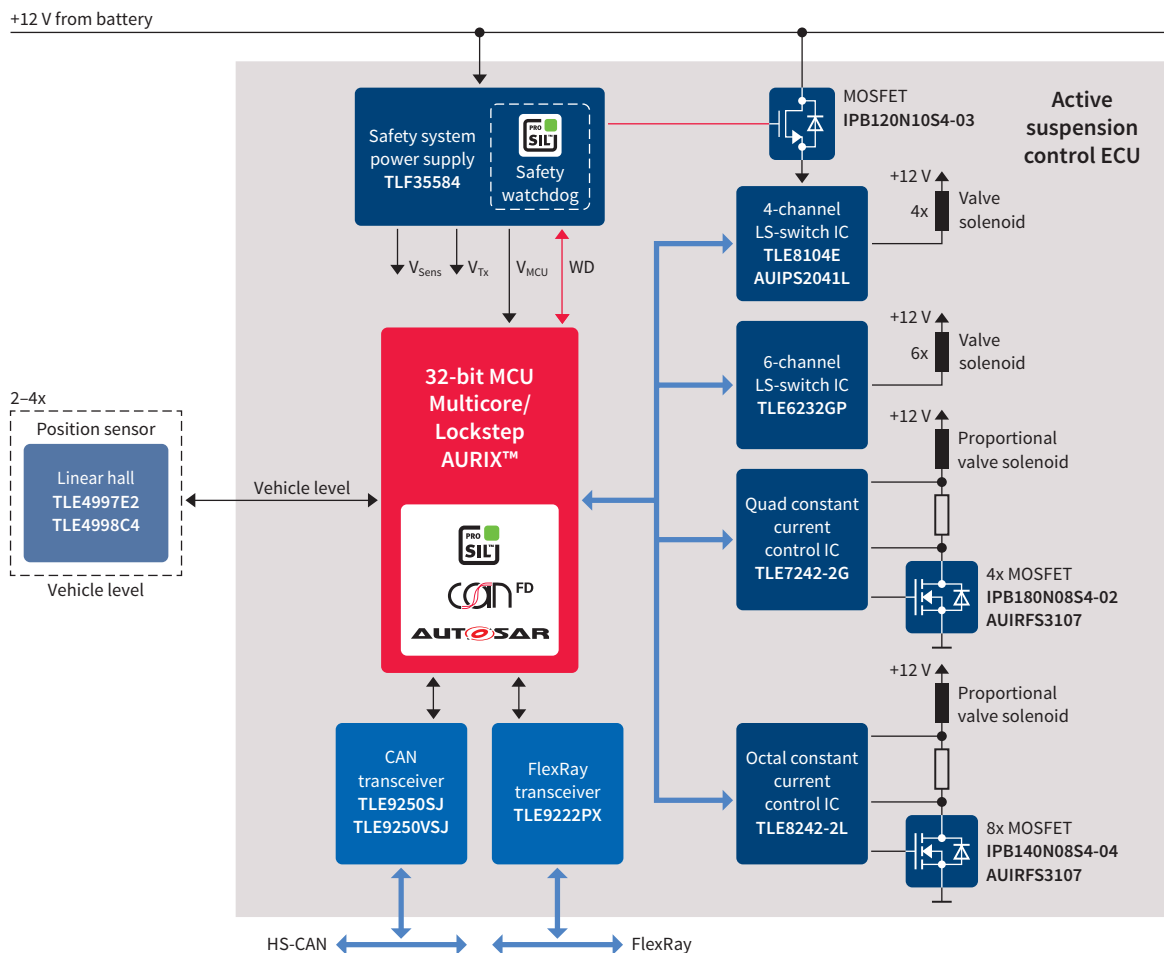 +12 V from battery
Active
suspension
control ECU
Safety system
power supply
TLF35584
PRO
SIL™
Safety
watchdog
MOSFET
IPB120N10S4-03
4-channel
LS-switch IC
TLE8104E
AUIPS2041L
+12 V
4x
Valve
solenoid
VSens
VTx
VMCU
WD
6-channel
LS-switch IC
TLE6232GP
+12 V
6x
Valve
solenoid
32-bit MCU
Multicore/
Lockstep
AURIX™
PRO
SIL™
CAN FD
AUTOSAR
2–4x
Position sensor
Linear hall
TLE4997E2
TLE4998C4
Vehicle level
Vehicle level
Quad constant
current
control IC
TLE7242-2G
+12 V
Proportional
valve solenoid
4x MOSFET
IPB180N08S4-02
AUIRFS3107
CAN
transceiver
TLE9250SJ
TLE9250VSJ
FlexRay
transceiver
TLE9222PX
Octal constant
current
control IC
TLE8242-2L
+12 V
Proportional
valve solenoid
8x MOSFET
IPB140N08S4-04
AUIRFS3107
HS-CAN
FlexRay